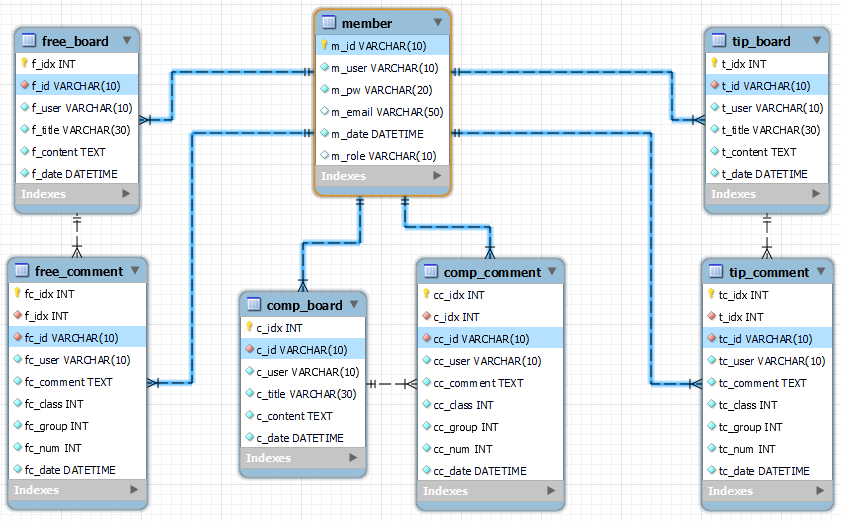 free_board
f_idx INT
f_id VARCHAR(10)
f_user VARCHAR(10)
f_title VARCHAR(30)
f_content TEXT
f_date DATETIME
Indexes
member
m_id VARCHAR(10)
m_user VARCHAR(10)
m_pw VARCHAR(20)
m_email VARCHAR(50)
m_date DATETIME
m_role VARCHAR(10)
Indexes
tip_board
t_idx INT
t_id VARCHAR(10)
t_user VARCHAR(10)
t_title VARCHAR(30)
t_content TEXT
t_date DATETIME
Indexes
free_comment
fc_idx INT
f_idx INT
fc_id VARCHAR(10)
fc_user VARCHAR(10)
fc_comment TEXT
fc_class INT
fc_group INT
fc_num INT
fc_date DATETIME
Indexes
comp_board
c_idx INT
c_id VARCHAR(10)
c_user VARCHAR(10)
c_title VARCHAR(30)
c_content TEXT
c_date DATETIME
Indexes
comp_comment
cc_idx INT
c_idx INT
cc_id VARCHAR(10)
cc_user VARCHAR(10)
cc_comment TEXT
cc_class INT
cc_group INT
cc_num INT
cc_date DATETIME
Indexes
tip_comment
tc_idx INT
t_idx INT
tc_id VARCHAR(10)
tc_user VARCHAR(10)
tc_comment TEXT
tc_class INT
tc_group INT
tc_num INT
tc_date DATETIME
Indexes